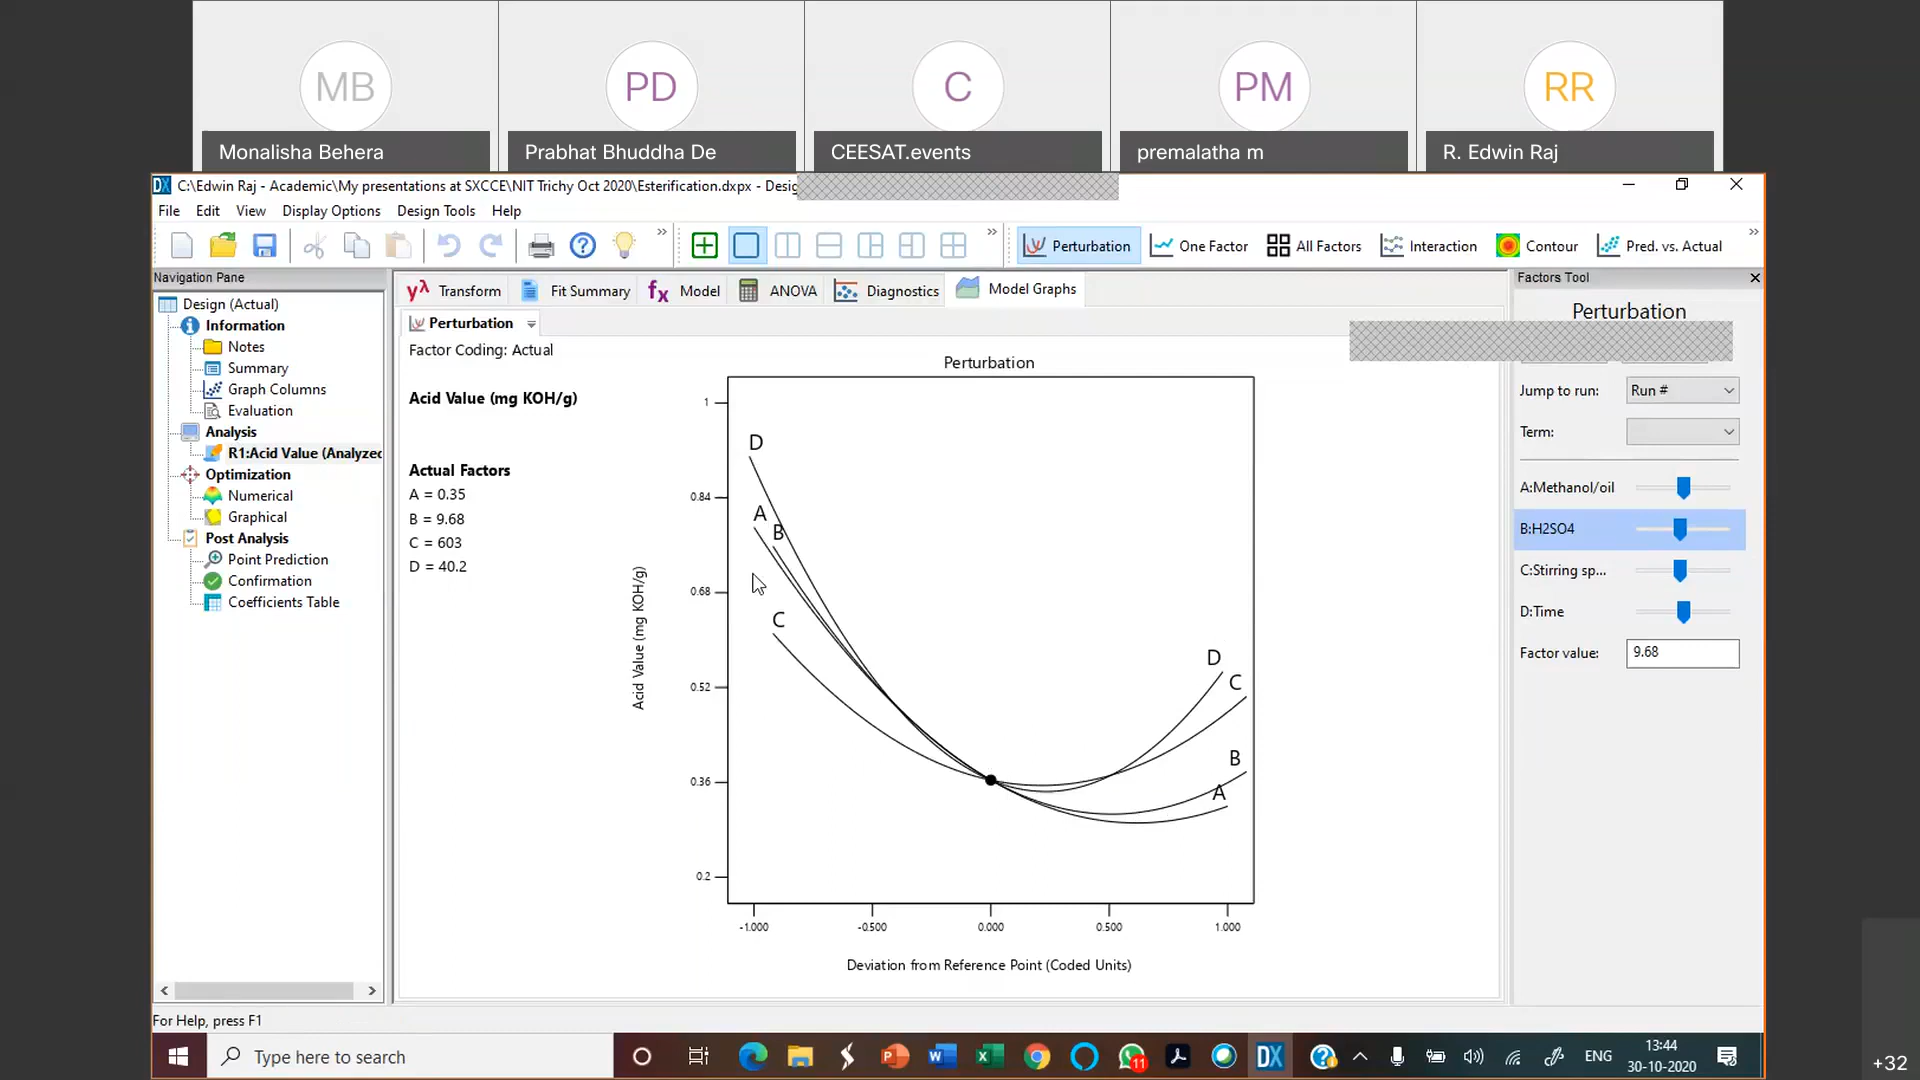 MB
PD
C
PM
RR
Monalisha Behera
Prabhat Bhuddha De
CEESAT.events
premalatha m
R. Edwin Raj
DX C:\Edwin Raj - Academic\My presentations at SXCCE\NIT Trichy Oct 2020\Esterification.dxpx - Desig
File Edit View Display Options Design Tools Help
Perturbation One Factor All Factors Interaction Contour Pred. vs. Actual
Navigation Pane
Design (Actual)
Information
Notes
Summary
Graph Columns
Evaluation
Analysis
R1:Acid Value (Analyzed
Optimization
Numerical
Graphical
Post Analysis
Point Prediction
Confirmation
Coefficients Table
yλ Transform Fit Summary fx Model ANOVA Diagnostics Model Graphs
Perturbation
Factor Coding: Actual
Acid Value (mg KOH/g)
Actual Factors
A = 0.35
B = 9.68
C = 603
D = 40.2
Perturbation
Acid Value (mg KOH/g)
1
0.84
0.68
0.52
0.36
0.2
D
A
B
C
D
C
B
A
-1.000 -0.500 0.000 0.500 1.000
Deviation from Reference Point (Coded Units)
Factors Tool
Perturbation
Jump to run: Run #
Term:
A:Methanol/oil
B:H2SO4
C:Stirring sp...
D:Time
Factor value: 9.68
For Help, press F1
Type here to search
11
DX
ENG
13:44
30-10-2020
+32